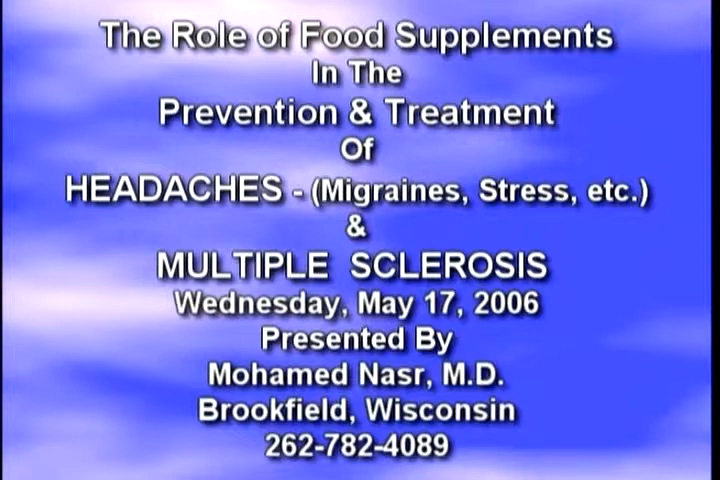 The Role of Food Supplements
In The
Prevention & Treatment
Of
HEADACHES - (Migraines, Stress, etc.)
&
MULTIPLE SCLEROSIS
Wednesday, May 17, 2006
Presented By
Mohamed Nasr, M.D.
Brookfield, Wisconsin
262-782-4089